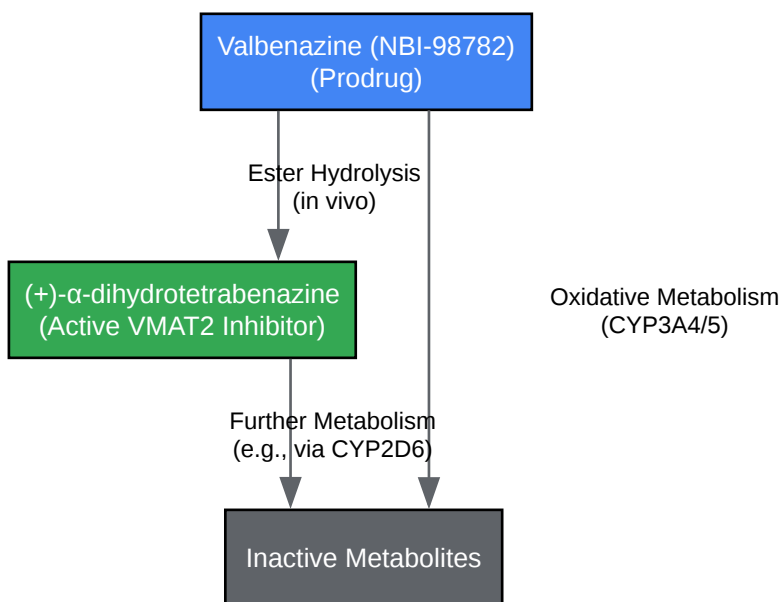 Valbenazine (NBI-98782)
(Prodrug)
Ester Hydrolysis
(in vivo)
(+)-α-dihydrotetrabenazine
(Active VMAT2 Inhibitor)
Oxidative Metabolism
(CYP3A4/5)
Further Metabolism
(e.g., via CYP2D6)
Inactive Metabolites